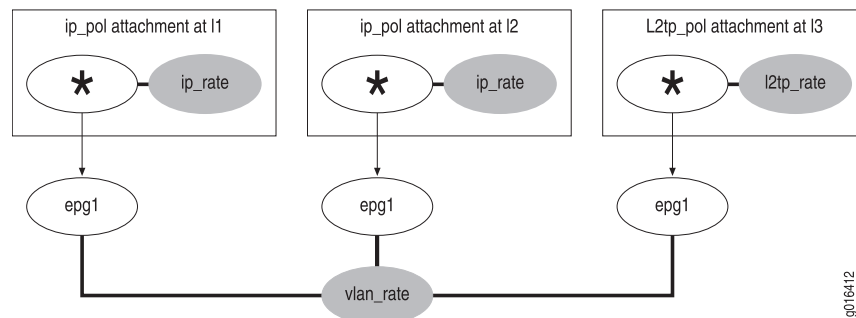 ip_pol attachment at I1
ip_pol attachment at I2
L2tp_pol attachment at I3
*
ip_rate
*
ip_rate
*
l2tp_rate
epg1
epg1
epg1
vlan_rate
g016412